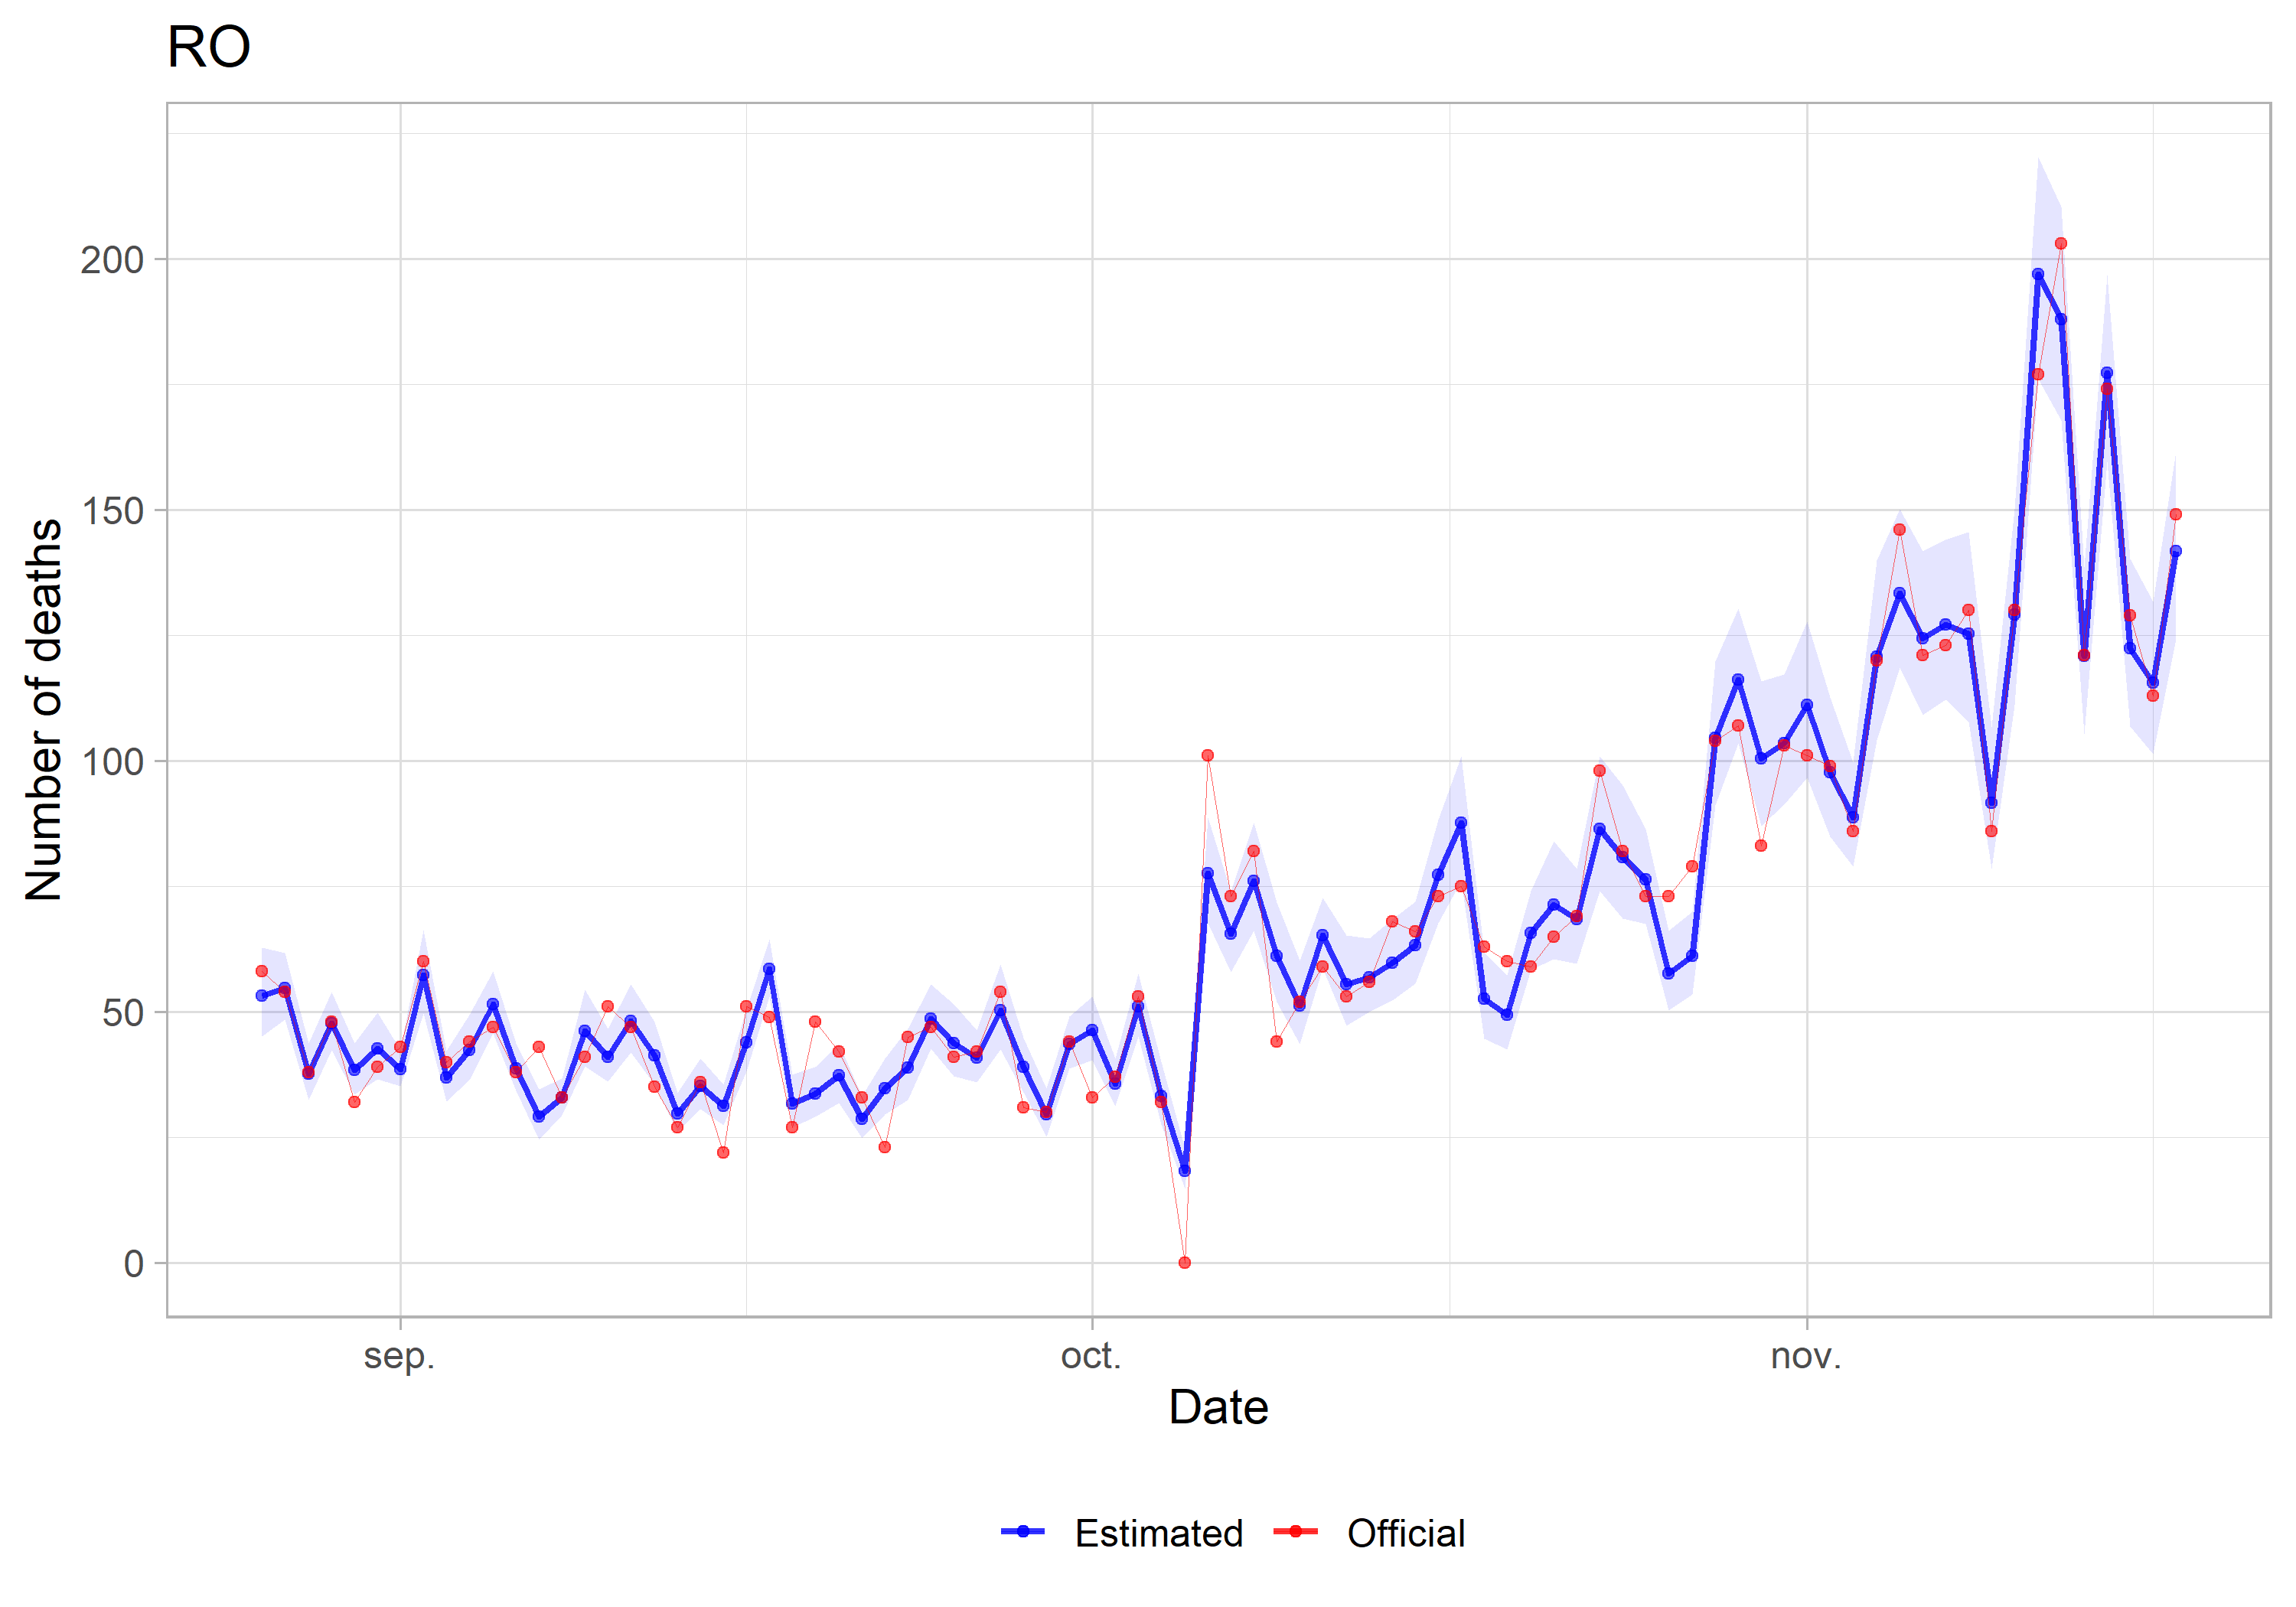 RO
Number of deaths
200
150
100
50
0
sep.
oct.
nov.
Date
Estimated
Official